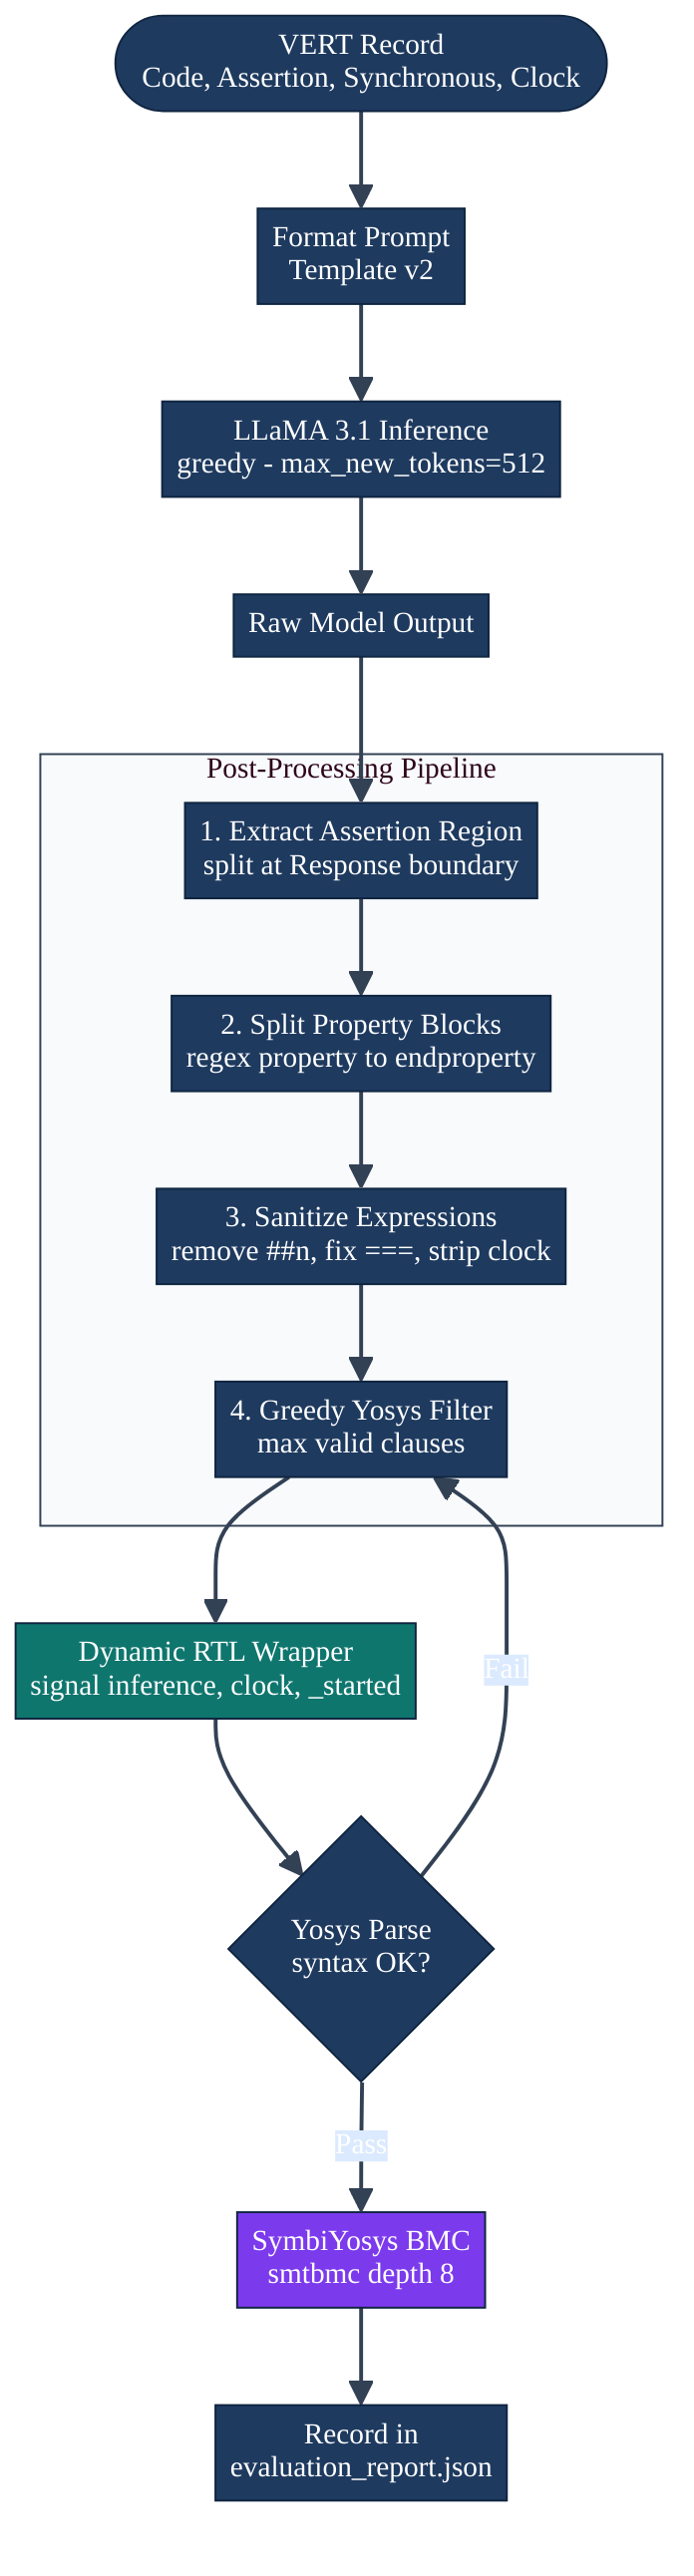 VERT Record
Code, Assertion, Synchronous, Clock
Format Prompt
Template v2
LLaMA 3.1 Inference
greedy - max_new_tokens=512
Raw Model Output
Post-Processing Pipeline
1. Extract Assertion Region
split at Response boundary
2. Split Property Blocks
regex property to endproperty
3. Sanitize Expressions
remove ##n, fix ===, strip clock
4. Greedy Yosys Filter
max valid clauses
Dynamic RTL Wrapper
signal inference, clock, _started
Fail
Yosys Parse
syntax OK?
Pass
SymbiYosys BMC
smtbmc depth 8
Record in
evaluation_report.json